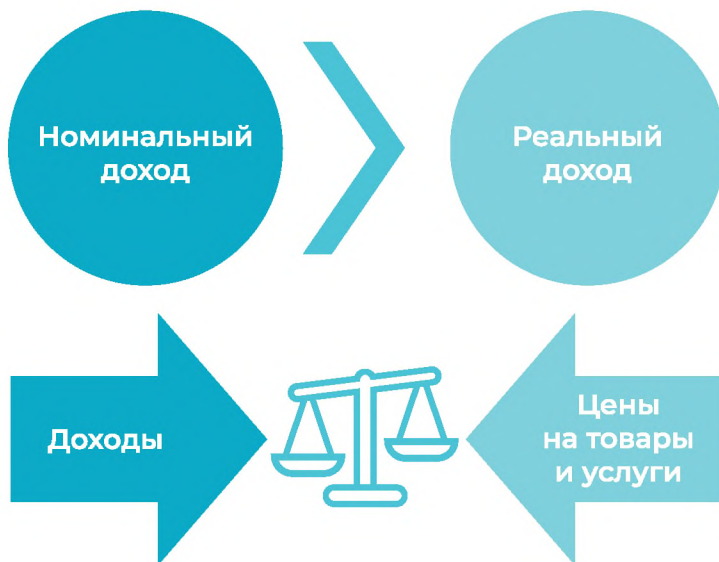 Номинальный
доход
Реальный
доход
Доходы
Цены
на товары
и услуги